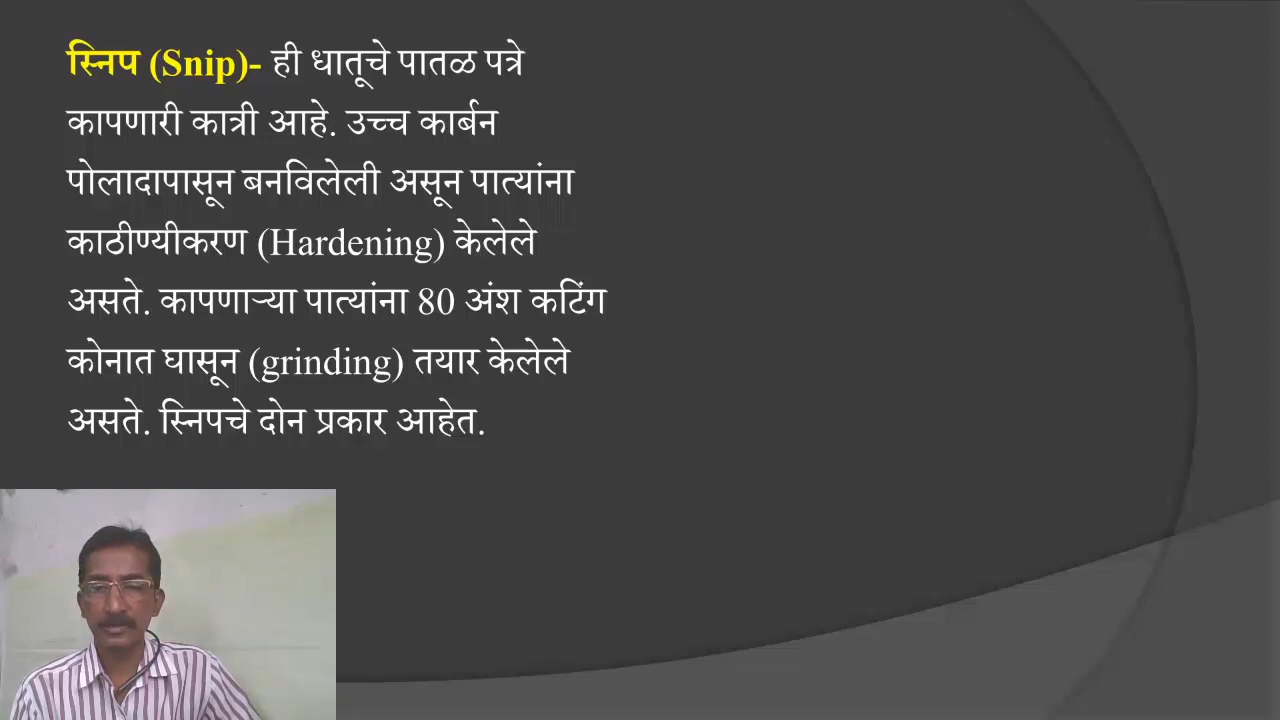 स्निप (Snip)- ही धातूचे पातळ पत्रे
कापणारी कात्री आहे. उच्च कार्बन
पोलादापासून बनविलेली असून पात्यांना
काठीण्यीकरण (Hardening) केलेले
असते. कापणाऱ्या पात्यांना 80 अंश कटिंग
कोनात घासून (grinding) तयार केलेले
असते. स्निपचे दोन प्रकार आहेत.